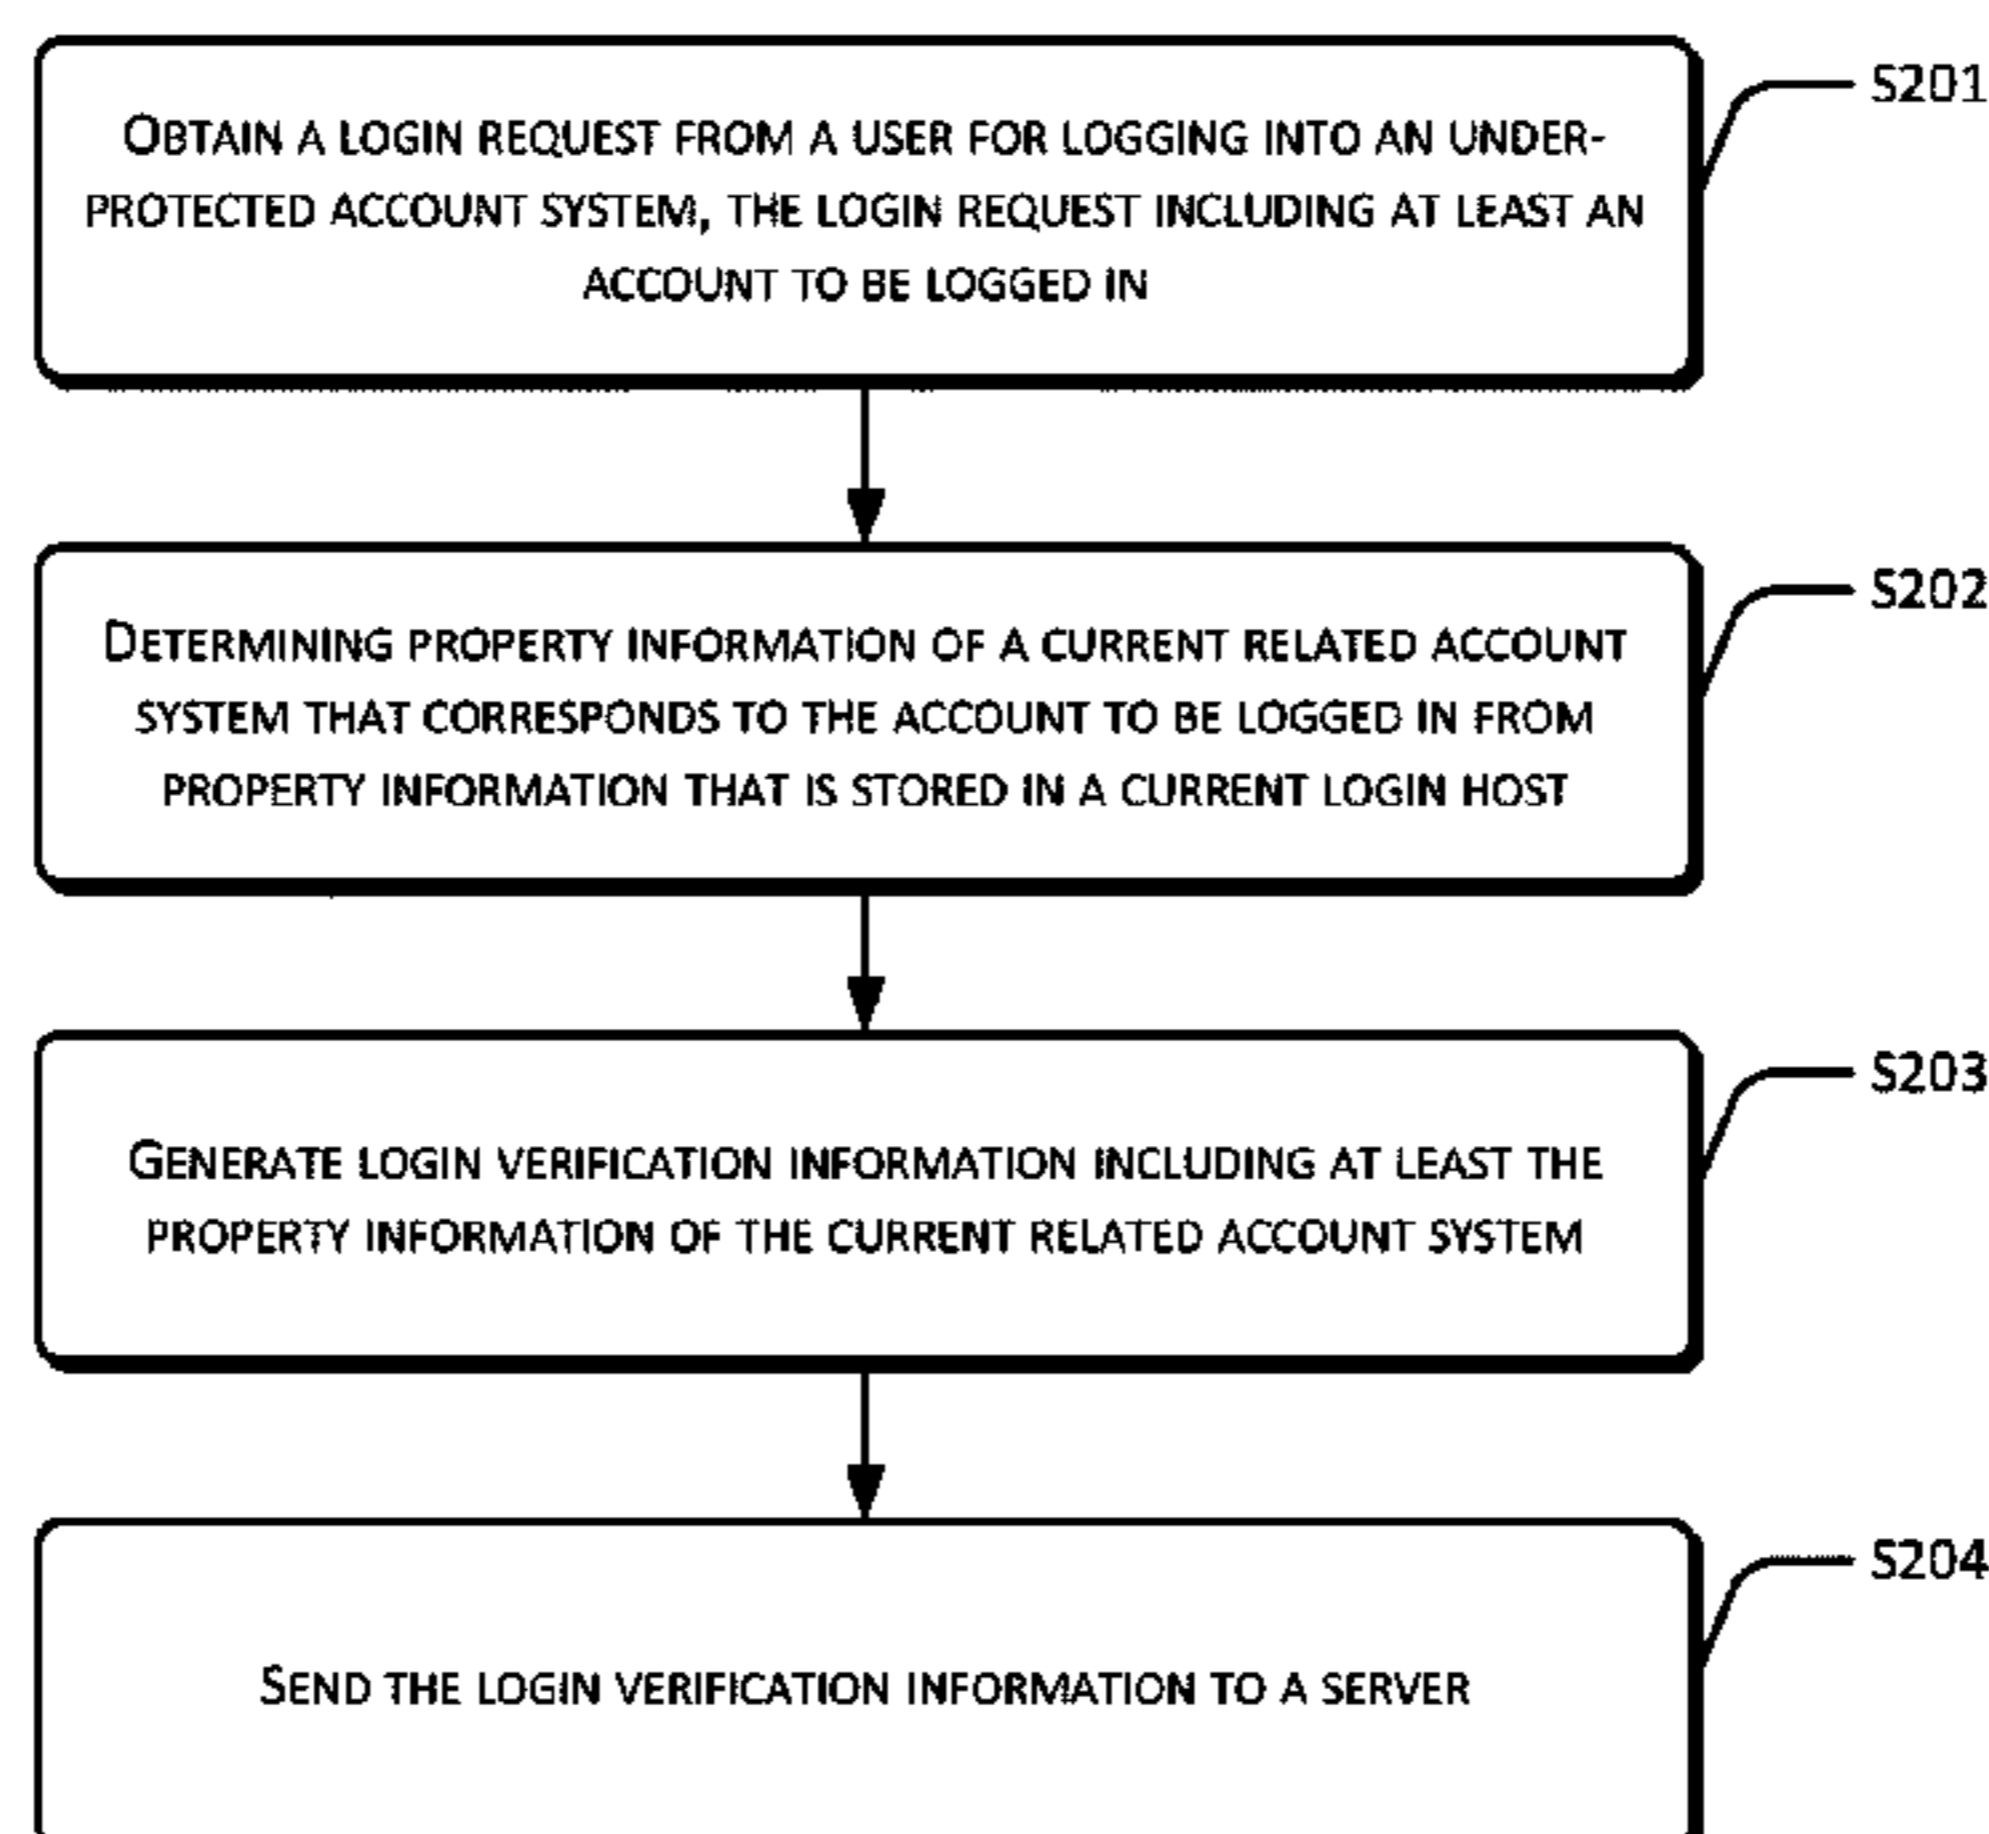 S201
OBTAIN A LOGIN REQUEST FROM A USER FOR LOGGING INTO AN UNDER-
PROTECTED ACCOUNT SYSTEM, THE LOGIN REQUEST INCLUDING AT LEAST AN
ACCOUNT TO BE LOGGED IN
S202
DETERMINING PROPERTY INFORMATION OF A CURRENT RELATED ACCOUNT
SYSTEM THAT CORRESPONDS TO THE ACCOUNT TO BE LOGGED IN FROM
PROPERTY INFORMATION THAT IS STORED IN A CURRENT LOGIN HOST
S203
GENERATE LOGIN VERIFICATION INFORMATION INCLUDING AT LEAST THE
PROPERTY INFORMATION OF THE CURRENT RELATED ACCOUNT SYSTEM
S204
SEND THE LOGIN VERIFICATION INFORMATION TO A SERVER